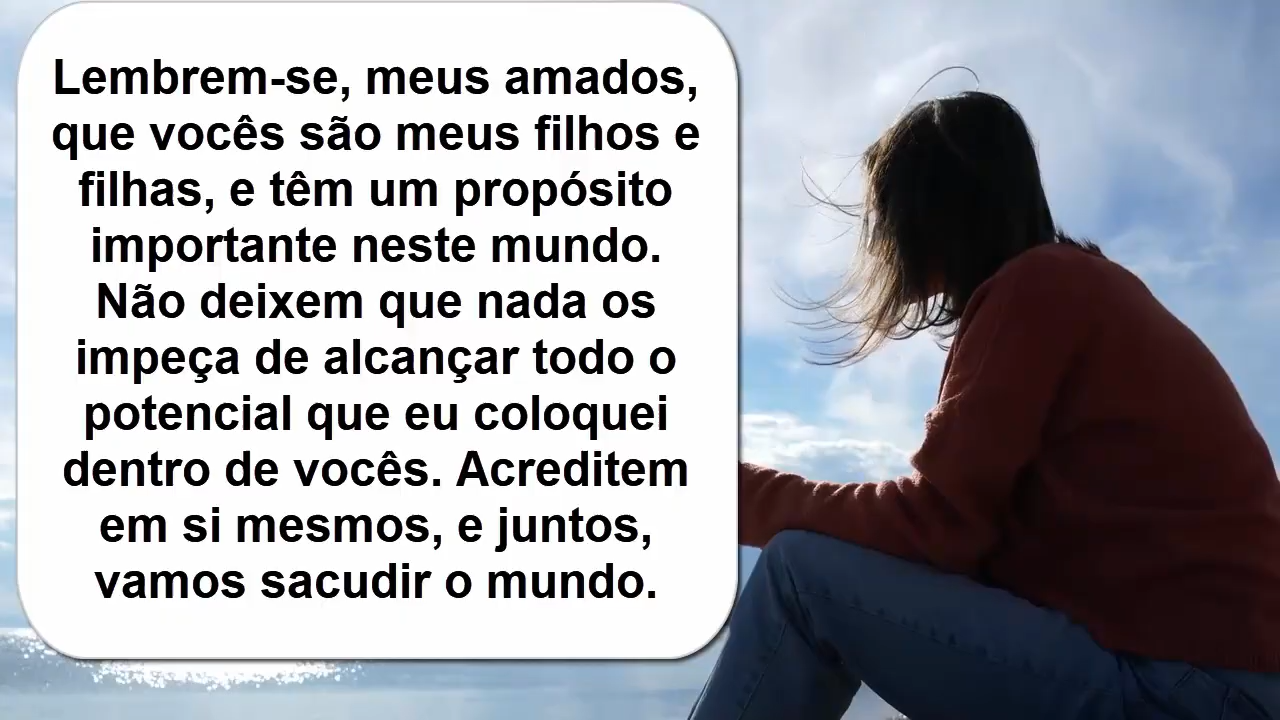 Lembrem-se, meus amados,
que vocês são meus filhos e
filhas, e têm um propósito
importante neste mundo.
Não deixem que nada os
impeça de alcançar todo o
potencial que eu coloquei
dentro de vocês. Acreditem
em si mesmos, e juntos,
vamos sacudir o mundo.